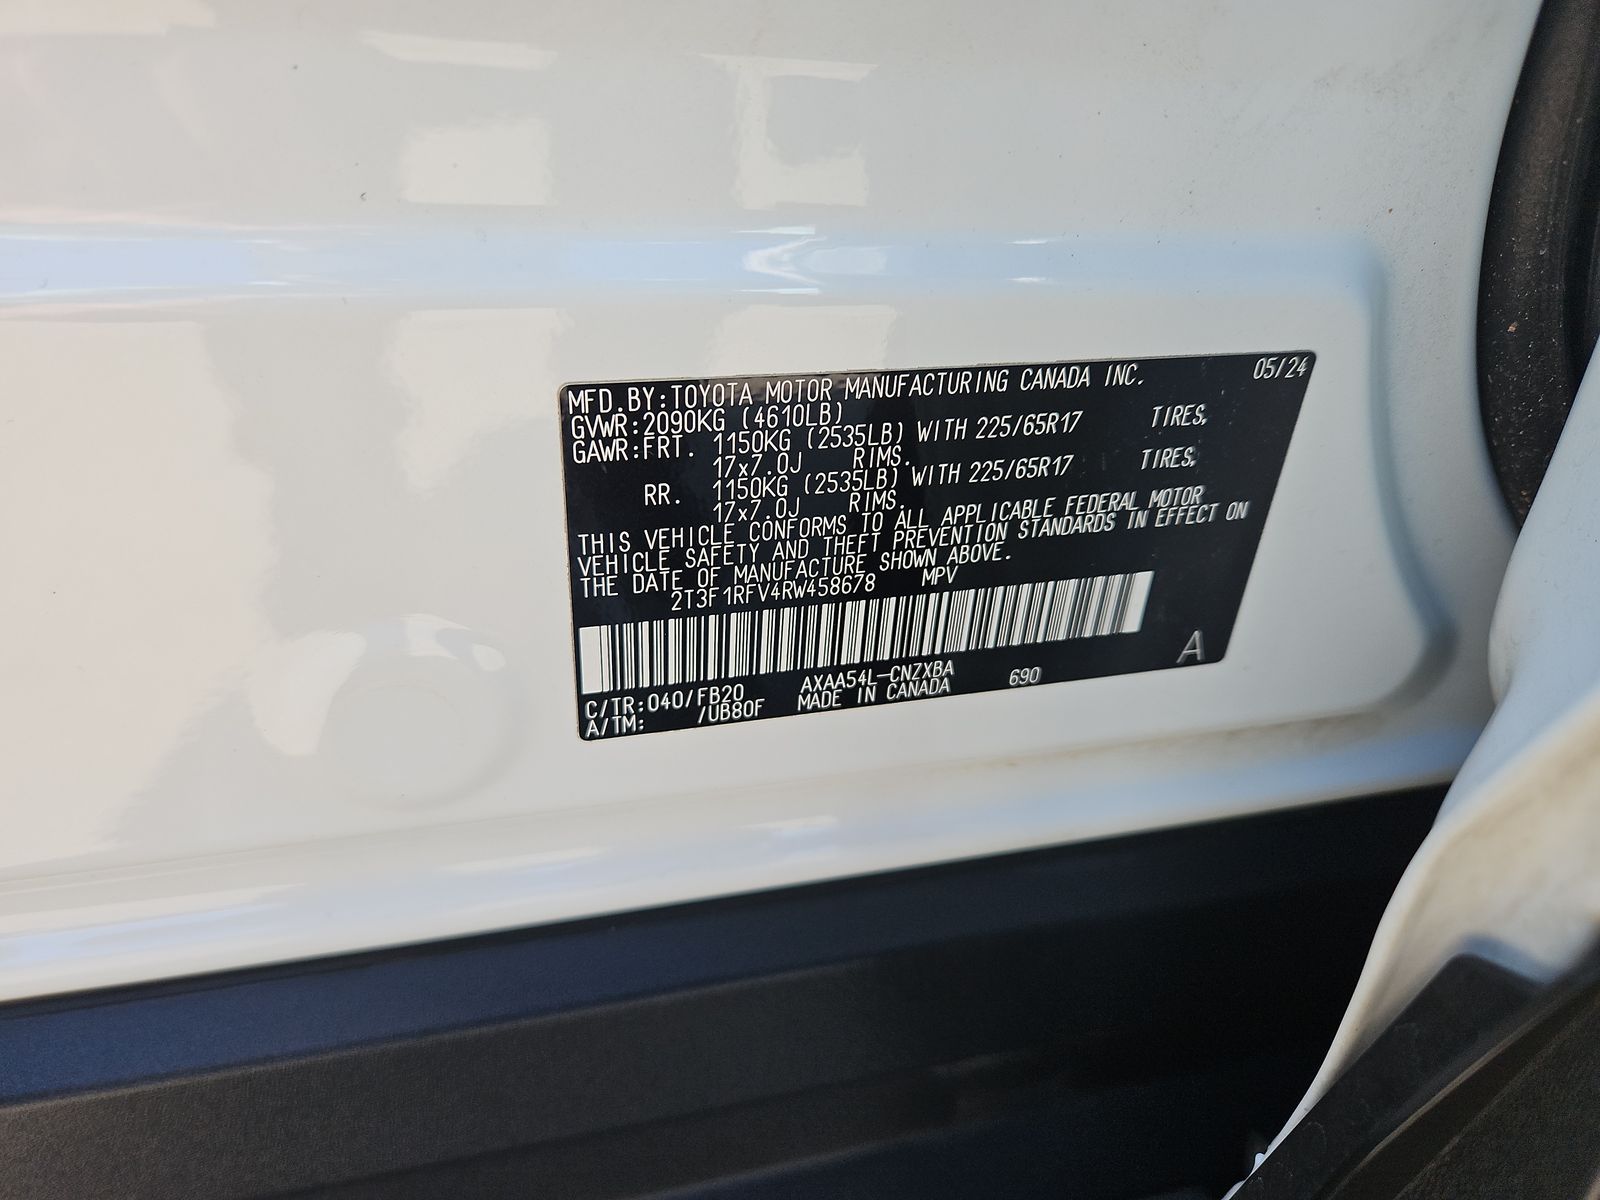 MFD.BY:TOYOTA MOTOR MANUFACTURING CANADA INC. 05/24
GVWR:2090KG (4610LB)
GAWR:FRT. 1150KG (2535LB) WITH 225/65R17 TIRES,
17x7.0J RIMS.
RR. 1150KG (2535LB) WITH 225/65R17 TIRES,
17x7.0J RIMS.
THIS VEHICLE CONFORMS TO ALL APPLICABLE FEDERAL MOTOR
VEHICLE SAFETY AND THEFT PREVENTION STANDARDS IN EFFECT ON
THE DATE OF MANUFACTURE SHOWN ABOVE.
2T3F1RFV4RW458678 MPV
A
C/TR:040/FB20 AXAA54L-CNZXBA 690
A/TM: /UB80F MADE IN CANADA